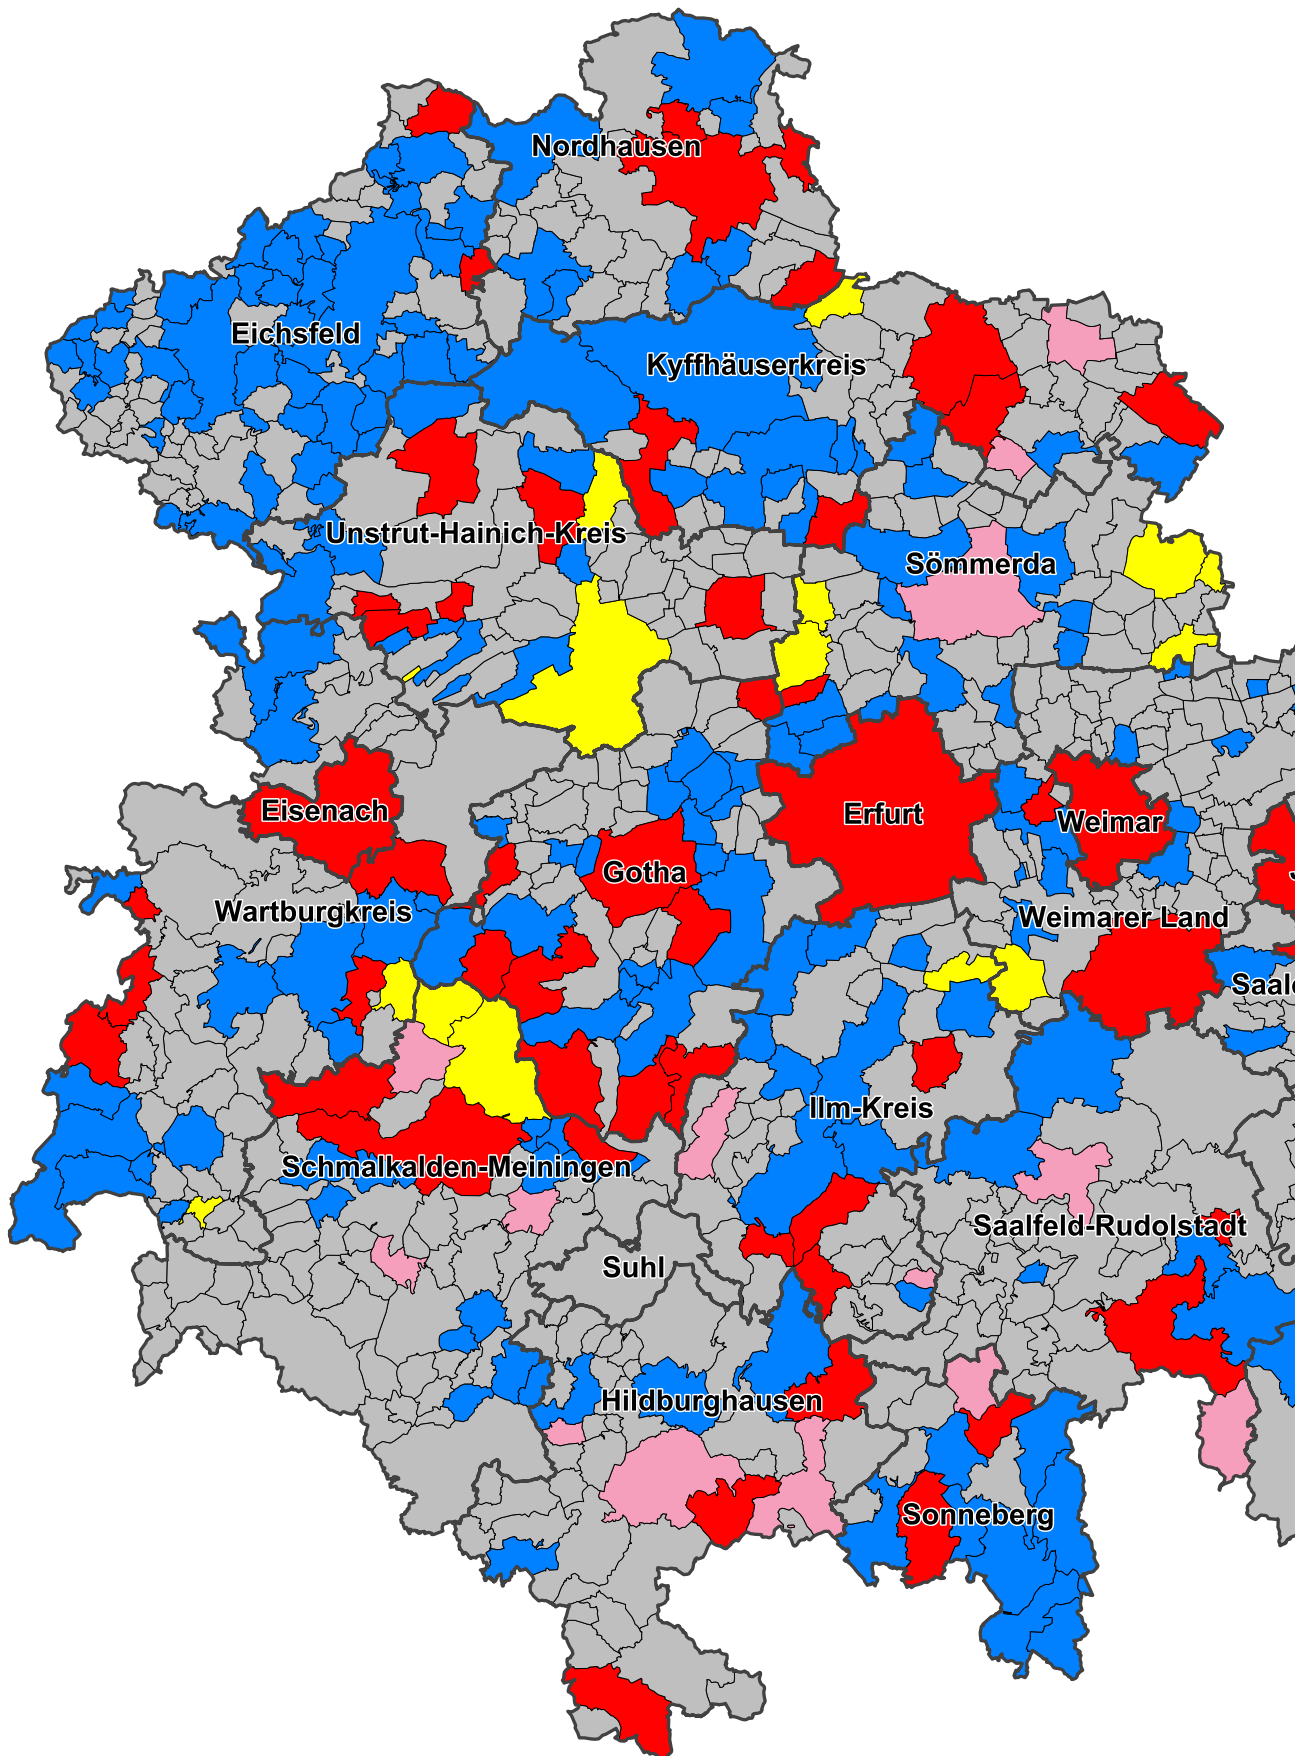 Nordhausen
Eichsfeld
Kyffhäuserkreis
Unstrut-Hainich-Kreis
Sömmerda
Eisenach
Erfurt
Weimar
Gotha
Wartburgkreis
Weimarer Land
Ilm-Kreis
Schmalkalden-Meiningen
Saalfeld-Rudolstadt
Suhl
Hildburghausen
Sonneberg